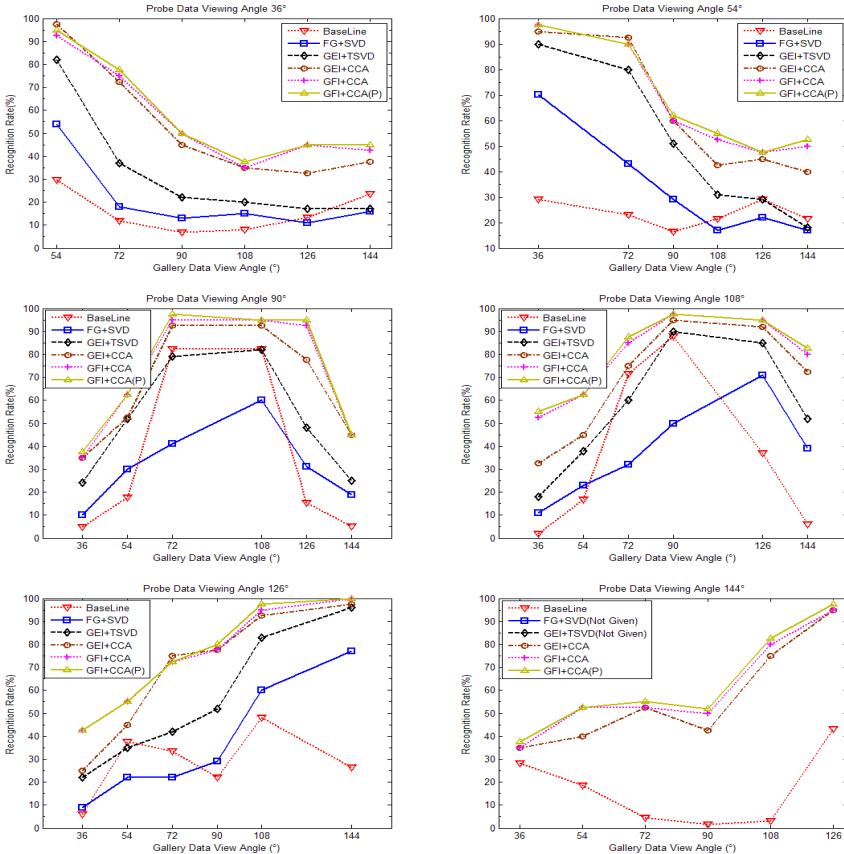 Probe Data Viewing Angle 36°
Recognition Rate(%)
100
90
80
70
60
50
40
30
20
10
0
BaseLine
FG+SVD
GEI+TSVD
GEI+CCA
GFI+CCA
GFI+CCA(P)
54
72
90
108
126
144
Gallery Data View Angle (°)
Probe Data Viewing Angle 54°
Recognition Rate(%)
100
90
80
70
60
50
40
30
20
10
BaseLine
FG+SVD
GEI+TSVD
GEI+CCA
GFI+CCA
GFI+CCA(P)
36
72
90
108
126
144
Gallery Data View Angle (°)
Probe Data Viewing Angle 90°
Recognition Rate(%)
100
90
80
70
60
50
40
30
20
10
0
BaseLine
FG+SVD
GEI+TSVD
GEI+CCA
GFI+CCA
GFI+CCA(P)
36
54
72
108
126
144
Gallery Data View Angle (°)
Probe Data Viewing Angle 108°
Recognition Rate(%)
100
90
80
70
60
50
40
30
20
10
0
BaseLine
FG+SVD
GEI+TSVD
GEI+CCA
GFI+CCA
GFI+CCA(P)
36
54
72
90
126
144
Gallery Data View Angle (°)
Probe Data Viewing Angle 126°
Recognition Rate(%)
100
90
80
70
60
50
40
30
20
10
0
BaseLine
FG+SVD
GEI+TSVD
GEI+CCA
GFI+CCA
GFI+CCA(P)
36
54
72
90
108
144
Gallery Data View Angle (°)
Probe Data Viewing Angle 144°
Recognition Rate(%)
100
90
80
70
60
50
40
30
20
10
0
BaseLine
FG+SVD(Not Given)
GEI+TSVD(Not Given)
GEI+CCA
GFI+CCA
GFI+CCA(P)
36
54
72
90
108
126
Gallery Data View Angle (°)